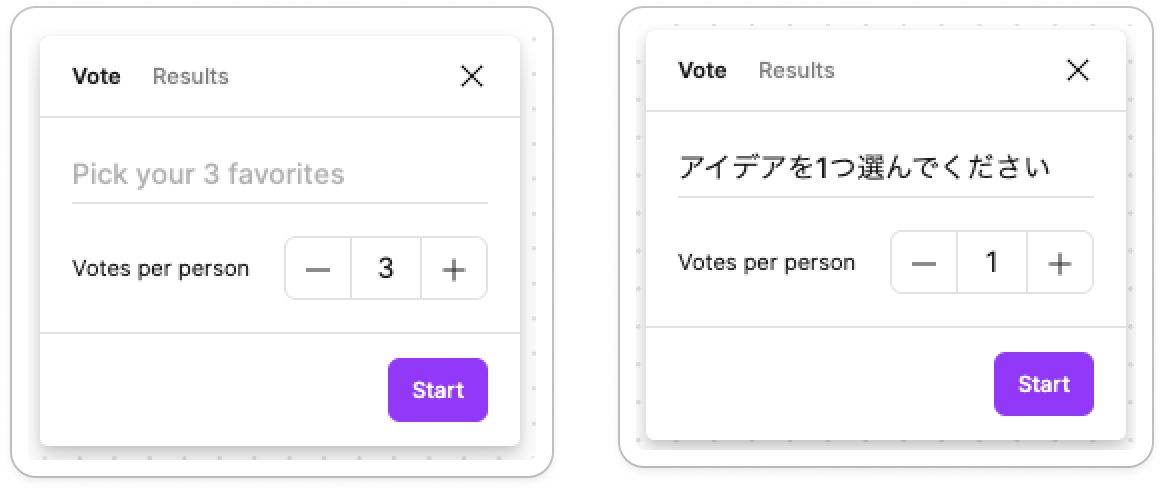 Vote Results
Pick your 3 favorites
Votes per person 3
Start
Vote Results
アイデアを1つ選んでください
Votes per person 1
Start